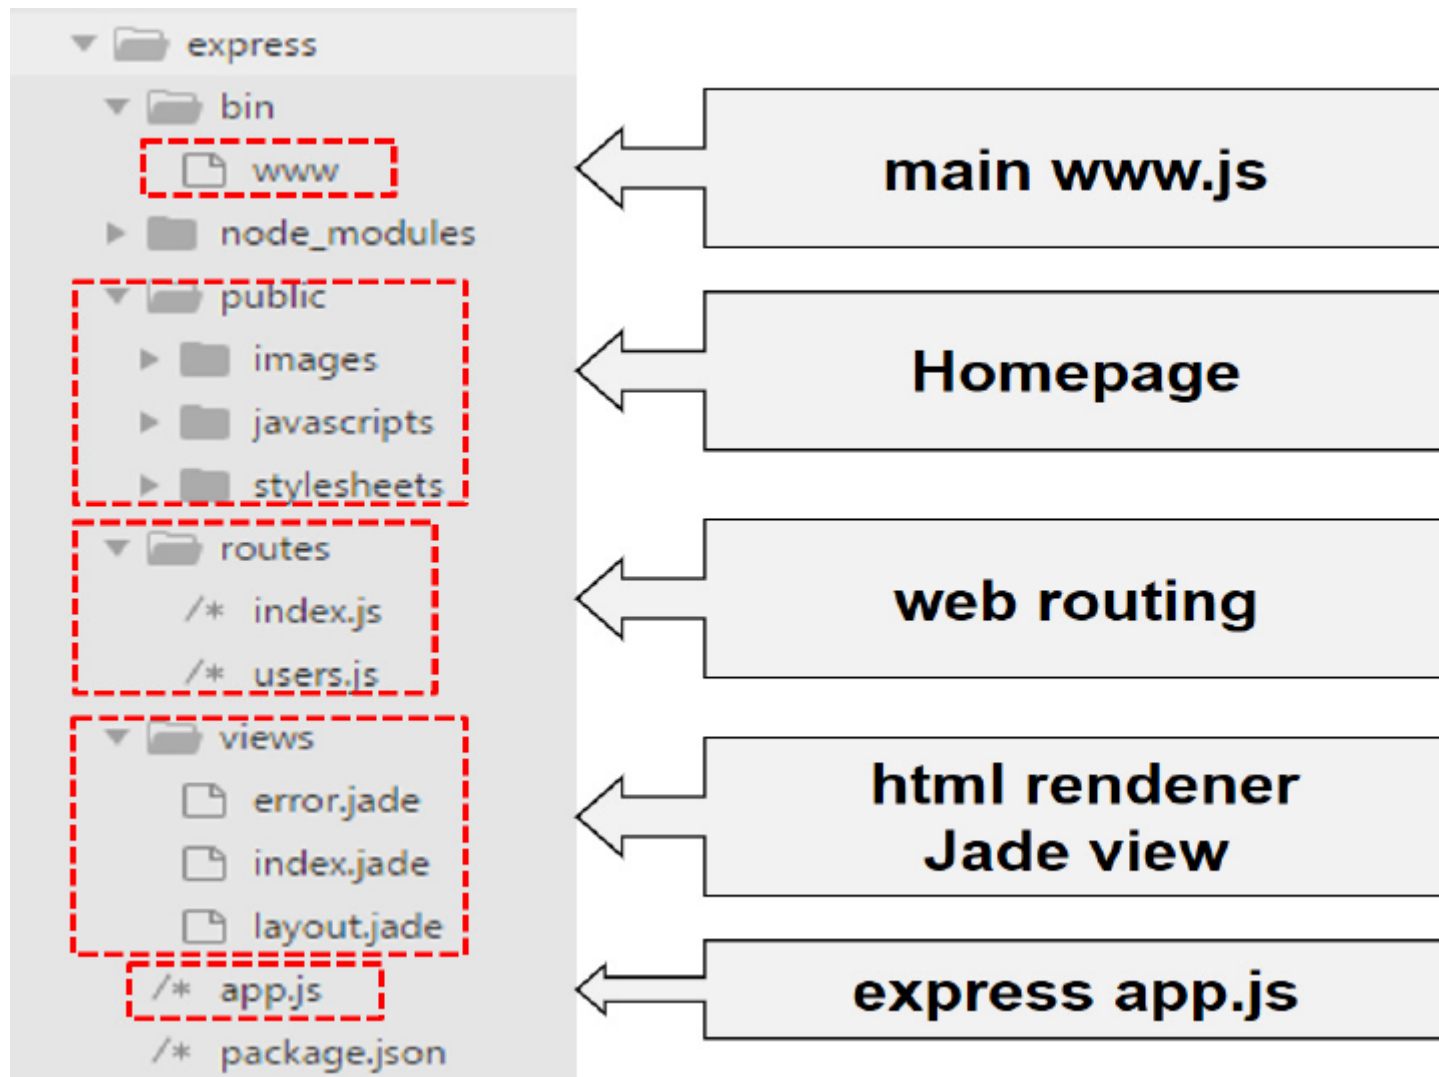 express
bin
www
main www.js
node_modules
public
images
Homepage
javascripts
stylesheets
routes
index.js
web routing
users.js
views
error.jade
html rendener
index.jade
Jade view
layout.jade
/* app.js
express app.js
/* package.json